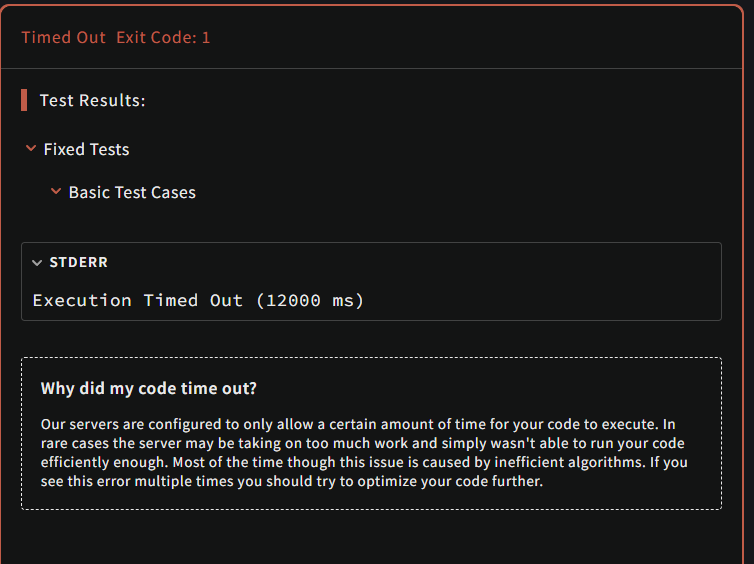 Timed Out Exit Code: 1
Test Results:
Fixed Tests
Basic Test Cases
STDERR
Execution Timed Out (12000 ms)
Why did my code time out?
Our servers are configured to only allow a certain amount of time for your code to execute. In
rare cases the server may be taking on too much work and simply wasn't able to run your code
efficiently enough. Most of the time though this issue is caused by inefficient algorithms. If you
see this error multiple times you should try to optimize your code further.